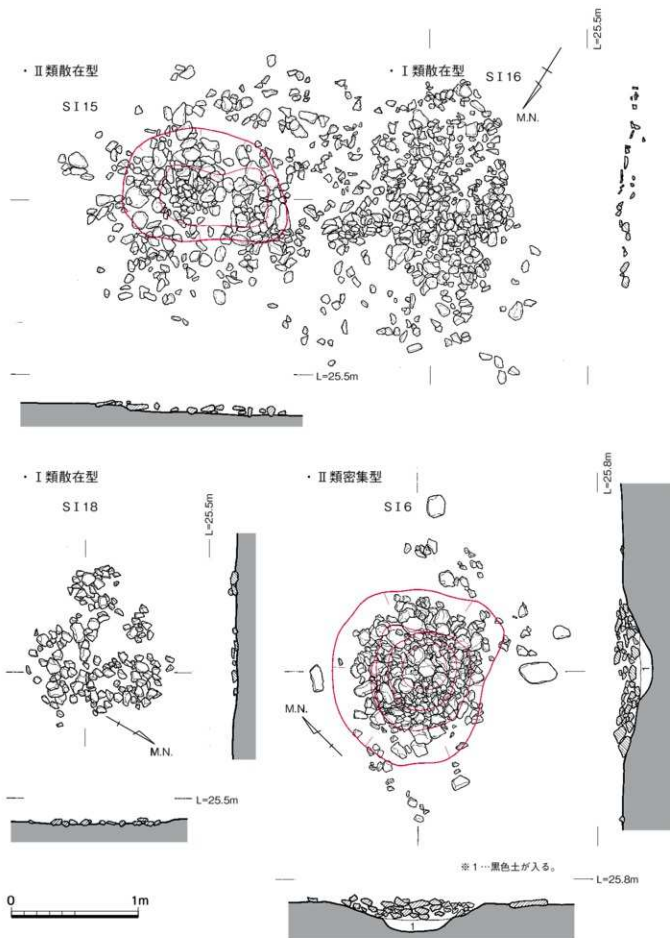 ・Ⅱ類散在型
SⅠ15
・Ⅰ類散在型
SⅠ16
L=25.5m
M.N.
L=25.5m
・Ⅰ類散在型
SⅠ18
L=25.5m
M.N.
L=25.5m
・Ⅱ類密集型
SⅠ6
L=25.8m
1
M.N.
※1…黒色土が入る。
L=25.8m
1
0 1m